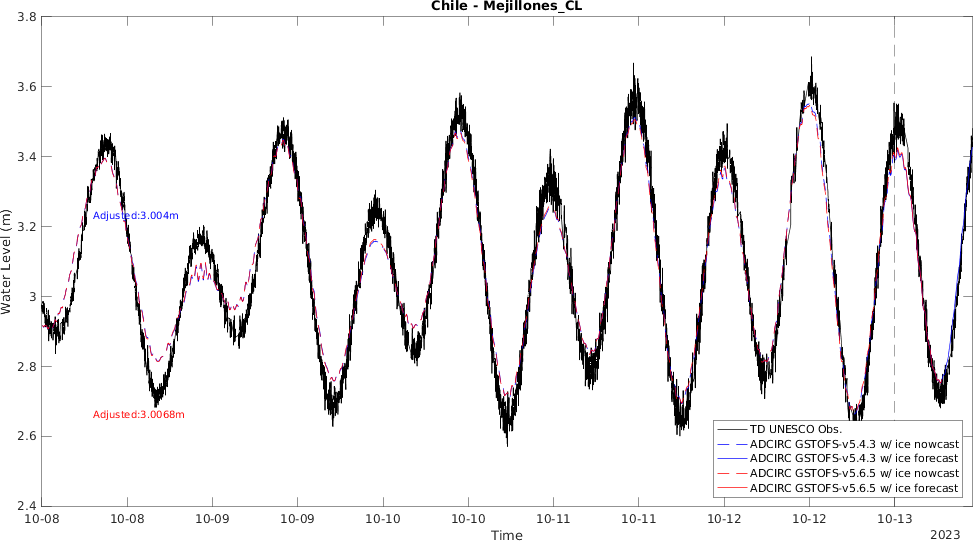 Chile - Mejillones_CL
3.8
3.6
3.4
3.2
3
2.8
2.6
2.4
Water Level (m)
Adjusted:3.004m
Adjusted:3.0068m
TD UNESCO Obs.
ADCIRC GSTOFS-v5.4.3 w/ ice nowcast
ADCIRC GSTOFS-v5.4.3 w/ ice forecast
ADCIRC GSTOFS-v5.6.5 w/ ice nowcast
ADCIRC GSTOFS-v5.6.5 w/ ice forecast
10-08 10-08 10-09 10-09 10-10 10-10 10-11 10-11 10-12 10-12 10-13
Time
2023